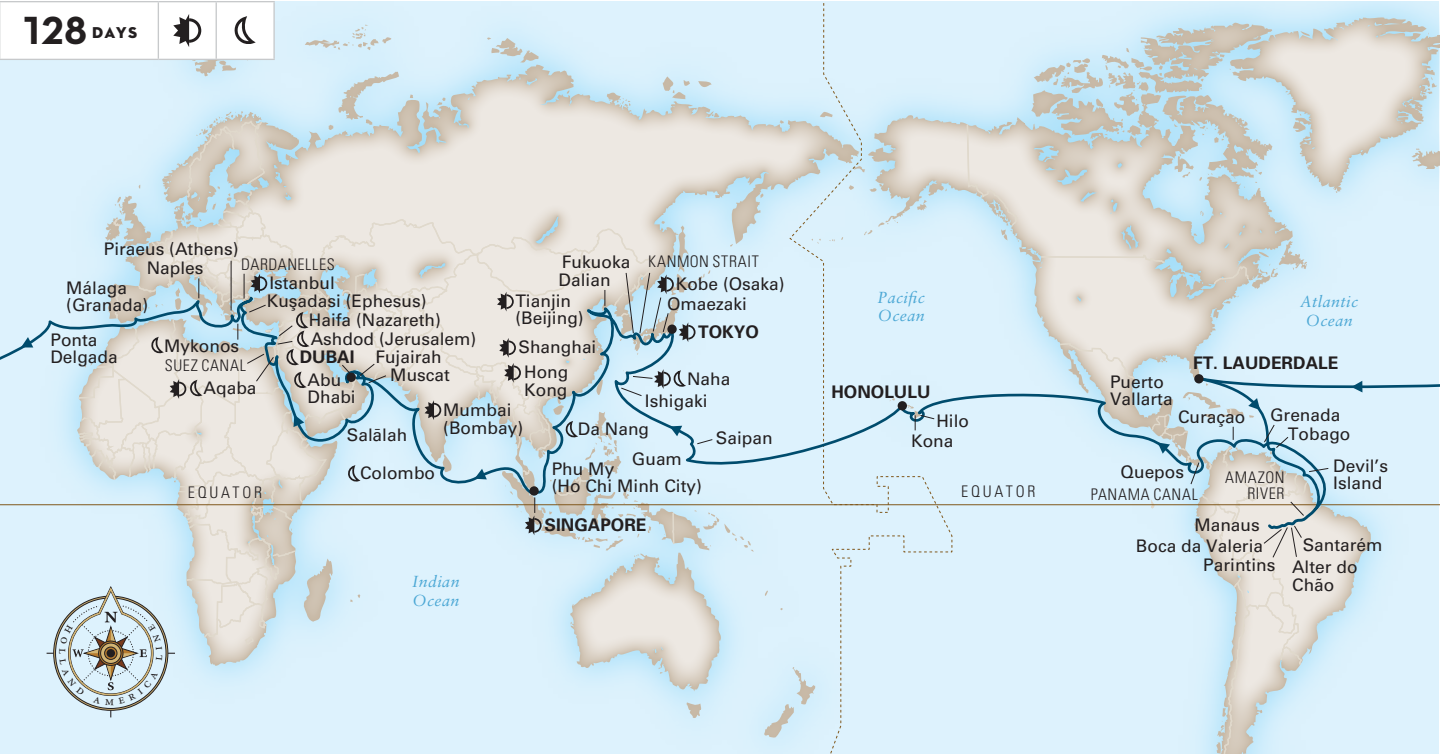 128 DAYS
Piraeus (Athens)
Naples
DARDANELLES
Istanbul
Málaga
(Granada)
Kuşadasi (Ephesus)
Haifa (Nazareth)
Ashdod (Jerusalem)
Ponta
Delgada
Mykonos
SUEZ CANAL
DUBAI
Fujairah
Muscat
Aqaba
Abu
Dhabi
Salālah
Mumbai
(Bombay)
Colombo
EQUATOR
Fukuoka
Dalian
KANMON STRAIT
Tianjin
(Beijing)
Kobe (Osaka)
Omaezaki
TOKYO
Shanghai
Hong
Kong
Naha
Ishigaki
Da Nang
Saipan
Guam
Phu My
(Ho Chi Minh City)
SINGAPORE
Indian
Ocean
Pacific
Ocean
HONOLULU
Hilo
Kona
EQUATOR
Atlantic
Ocean
FT. LAUDERDALE
Puerto
Vallarta
Curaçao
Grenada
Tobago
Quepos
PANAMA CANAL
AMAZON
RIVER
Devil's
Island
Manaus
Boca da Valeria
Parintins
Santarém
Alter do
Chão
N
W
E
S
HOLLAND AMERICA LINE